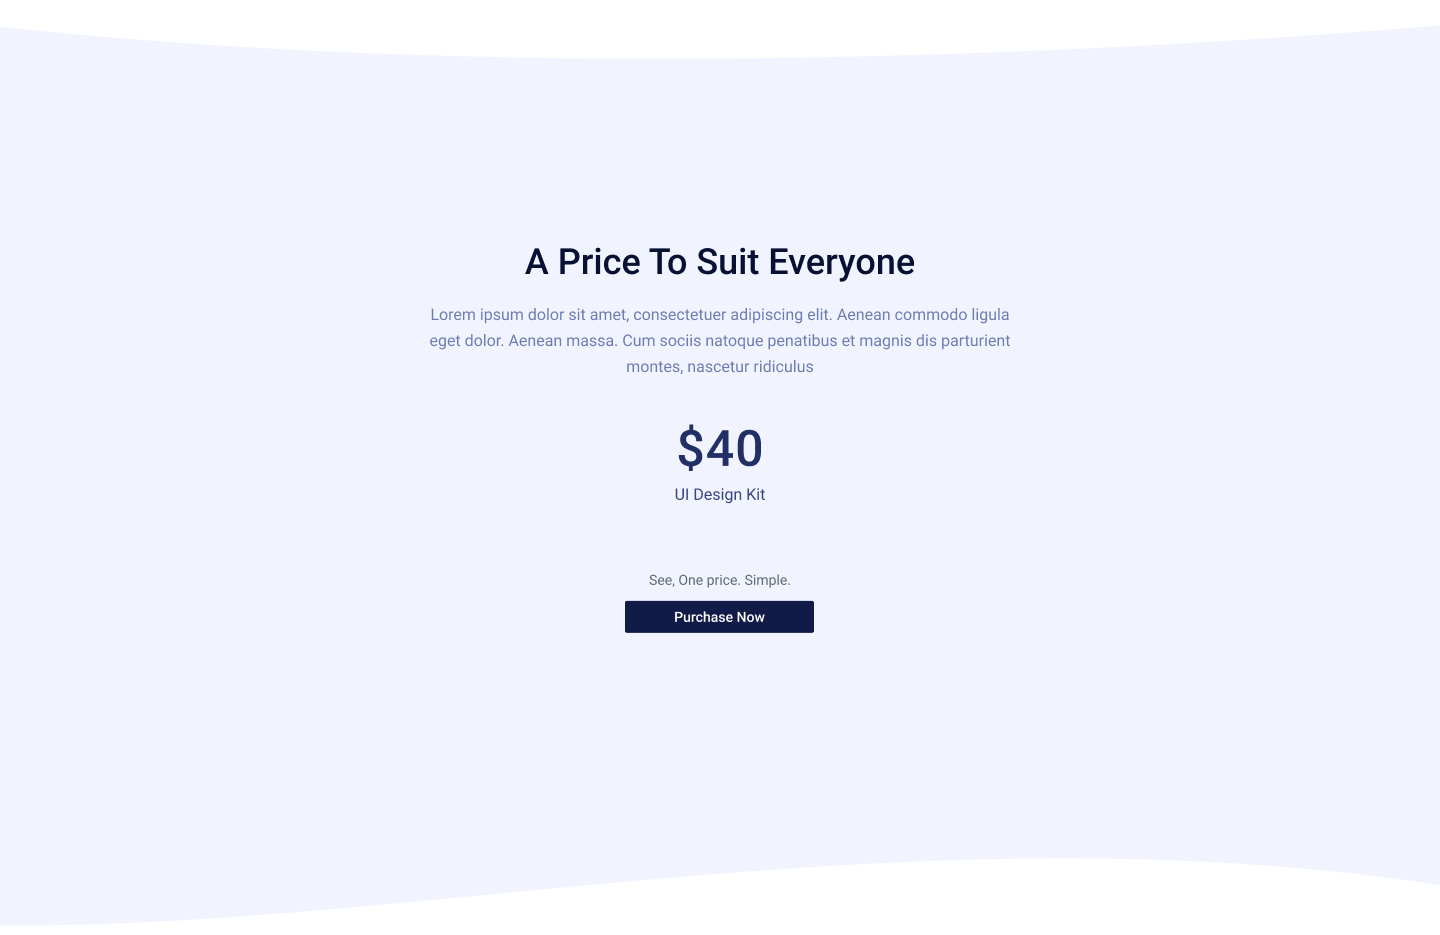 A Price To Suit Everyone
Lorem ipsum dolor sit amet, consectetuer adipiscing elit. Aenean commodo ligula
eget dolor. Aenean massa. Cum sociis natoque penatibus et magnis dis parturient
montes, nascetur ridiculus
$40
UI Design Kit
See, One price. Simple.
Purchase Now